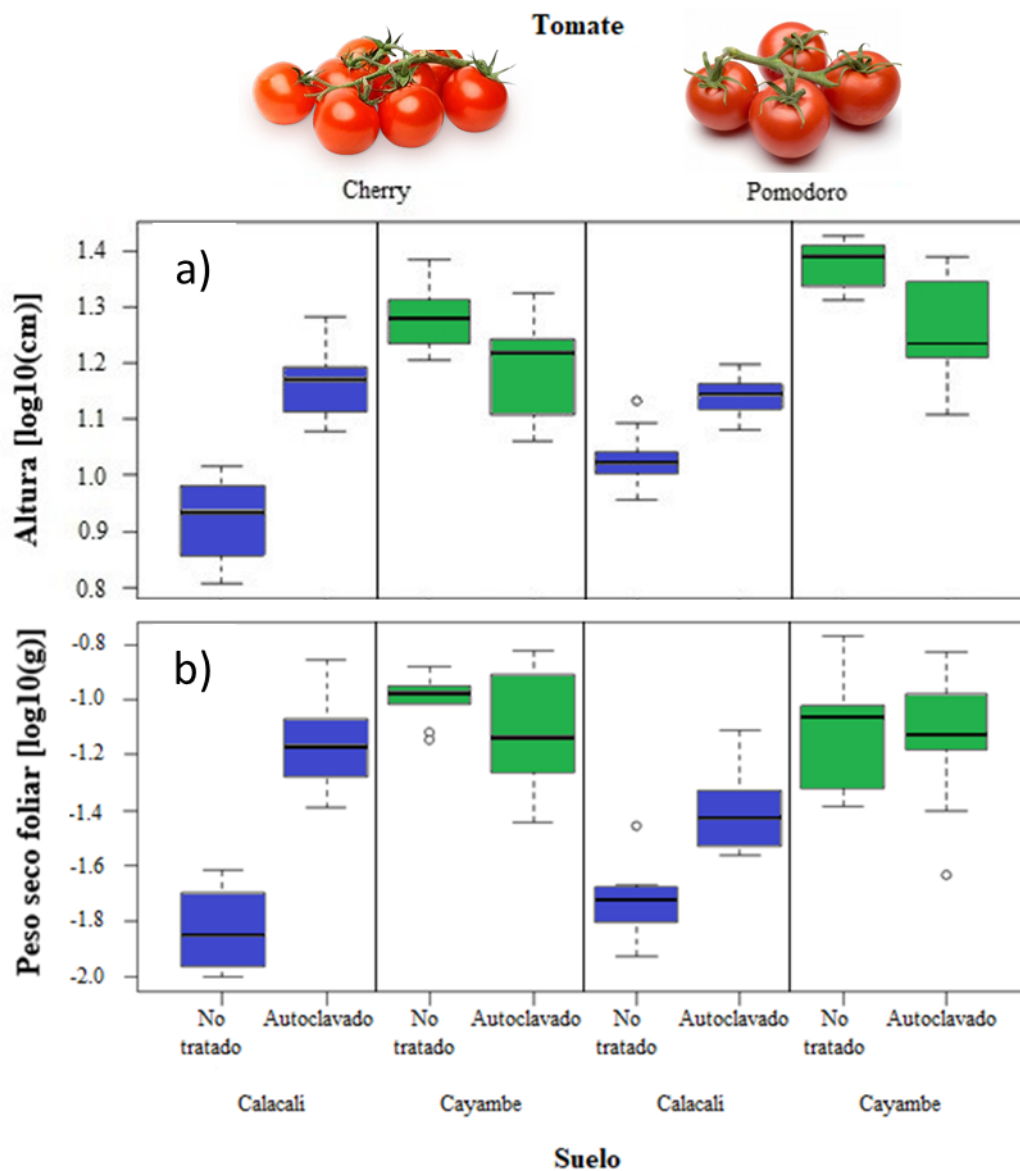 Tomate
Cherry Pomodoro
Altura [log10(cm)]
a)
1.4
1.3
1.2
1.1
1.0
0.9
0.8
Peso seco foliar [log10(g)]
b)
-0.8
-1.0
-1.2
-1.4
-1.6
-1.8
-2.0
No Autoclavado No Autoclavado No Autoclavado No Autoclavado
tratado tratado tratado tratado
Calacali Cayambe Calacali Cayambe
Suelo